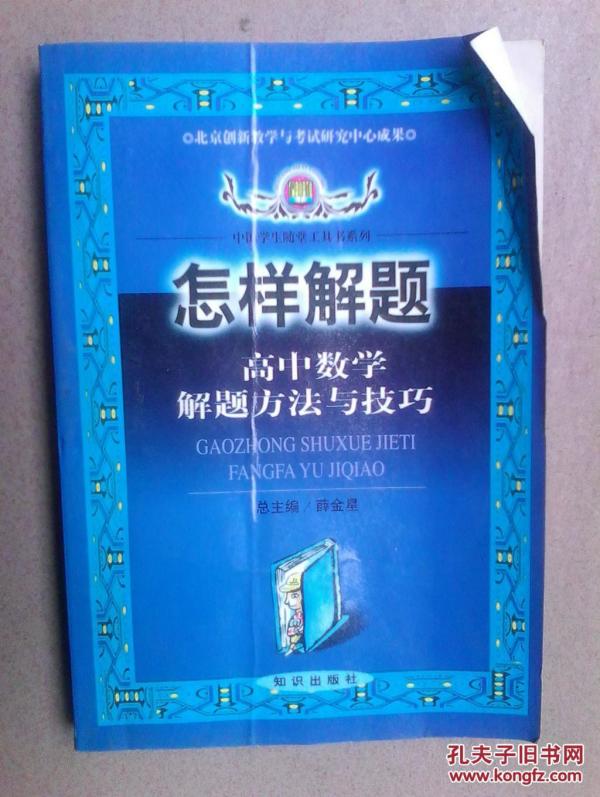 ◎北京创新教学与考试研究中心成果◎
中国学生随堂工具书系列
怎样解题
高中数学
解题方法与技巧
GAOZHONG SHUXUE JIETI
FANGFA YU JIQIAO
总主编/薛金星
知识出版社
孔夫子旧书网
www.kongfz.com